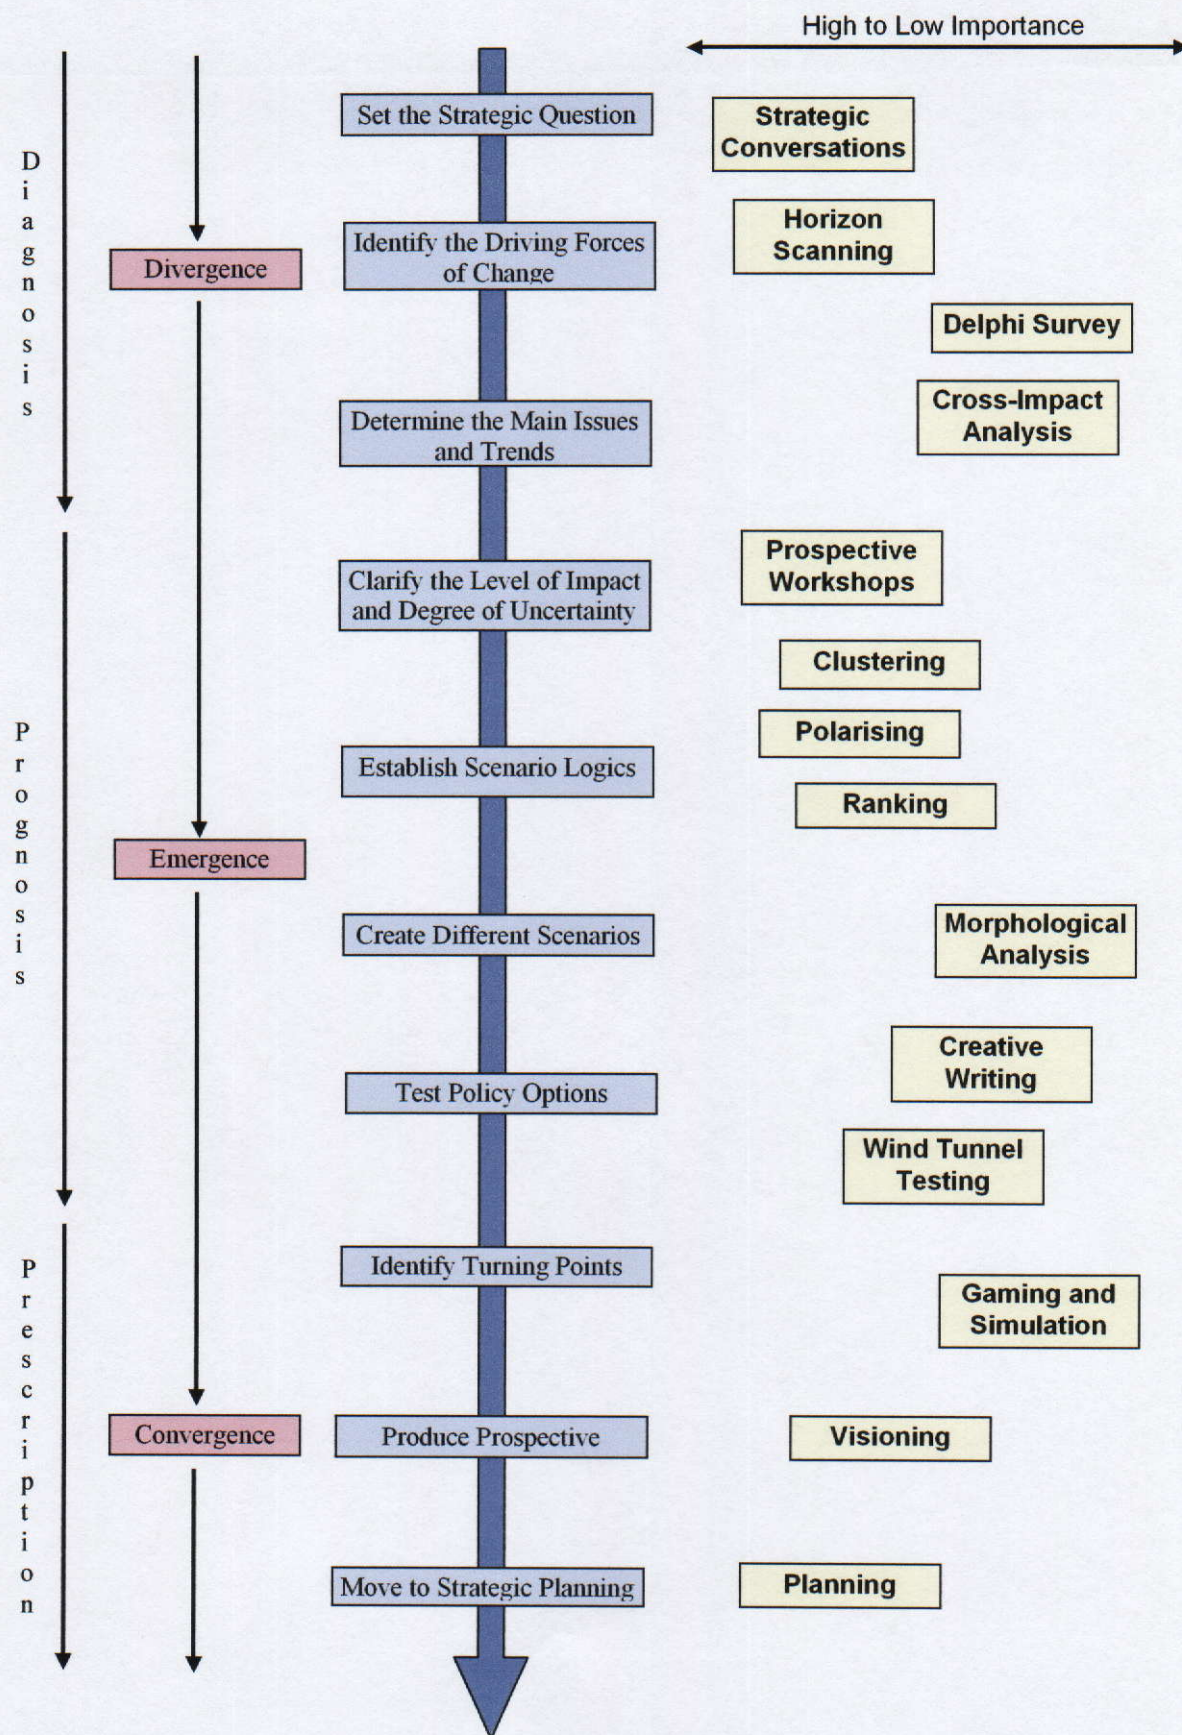 High to Low Importance
Diagnosis
Divergence
Emergence
Convergence
Prognosis
Prescription
Set the Strategic Question
Identify the Driving Forces
of Change
Determine the Main Issues
and Trends
Clarify the Level of Impact
and Degree of Uncertainty
Establish Scenario Logics
Create Different Scenarios
Test Policy Options
Identify Turning Points
Produce Prospective
Move to Strategic Planning
Strategic
Conversations
Horizon
Scanning
Delphi Survey
Cross-Impact
Analysis
Prospective
Workshops
Clustering
Polarising
Ranking
Morphological
Analysis
Creative
Writing
Wind Tunnel
Testing
Gaming and
Simulation
Visioning
Planning